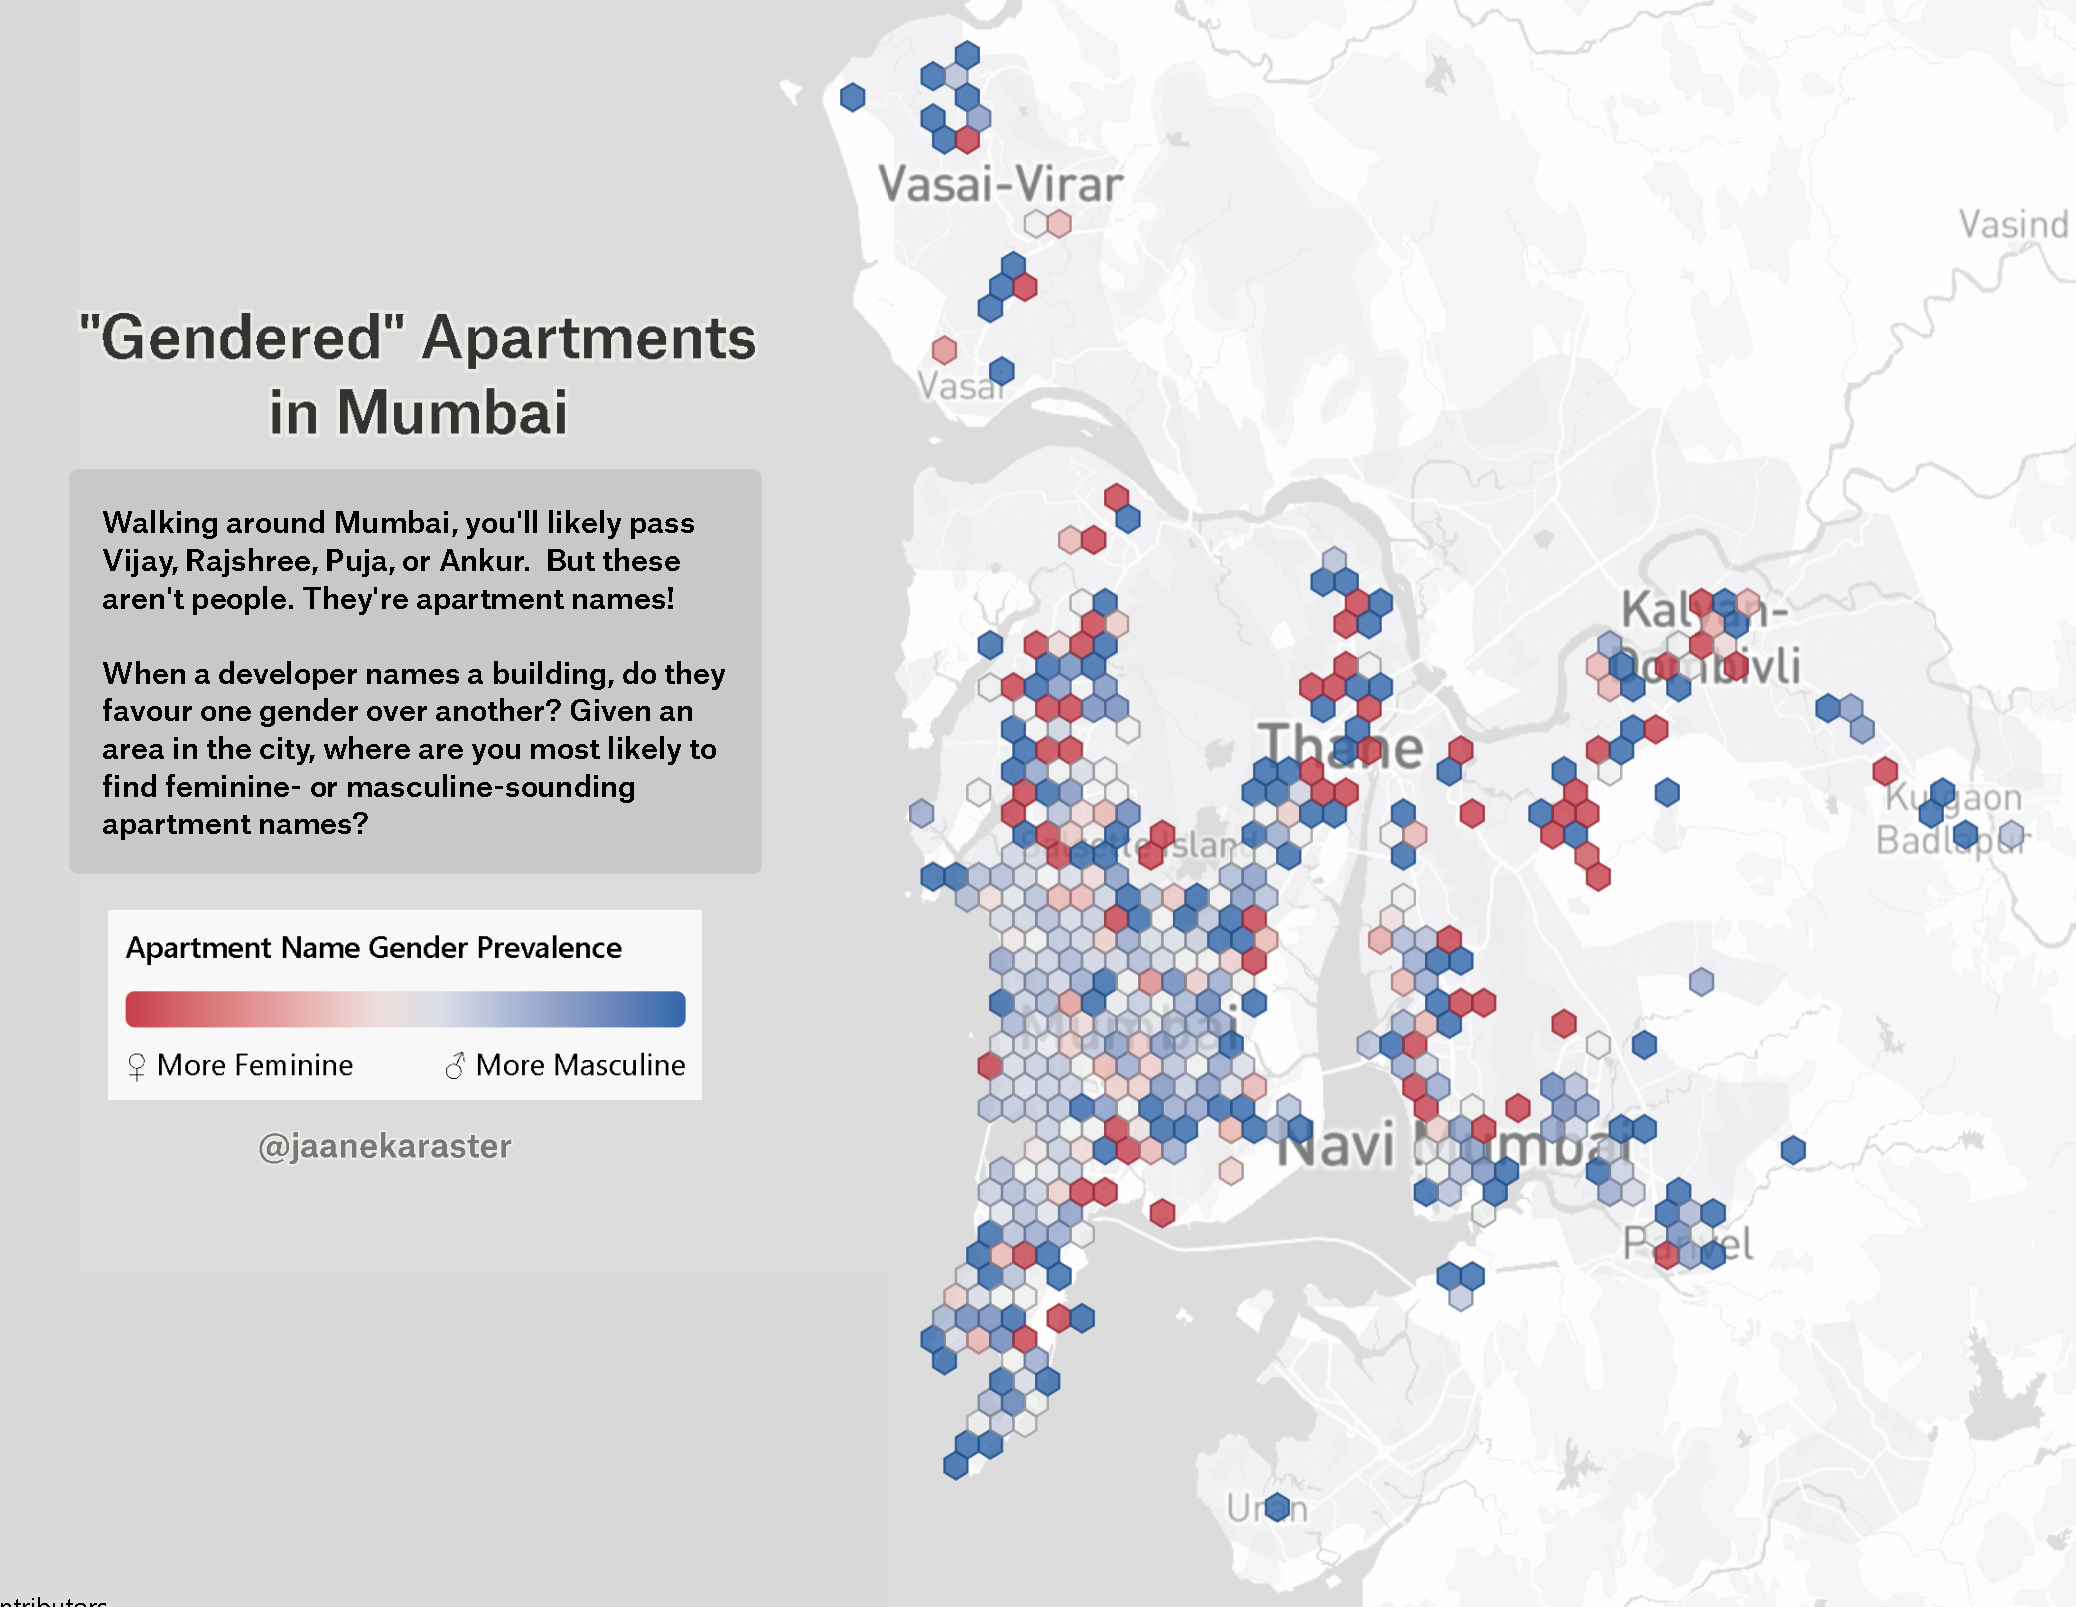 "Gendered" Apartments
in Mumbai
Walking around Mumbai, you'll likely pass
Vijay, Rajshree, Puja, or Ankur.  But these
aren't people. They're apartment names!
When a developer names a building, do they
favour one gender over another? Given an
area in the city, where are you most likely to
find feminine- or masculine-sounding
apartment names?
Apartment Name Gender Prevalence
♀ More Feminine
♂ More Masculine
@jaanekaraster
Vasai-Virar
Vasind
Vasai
Kalyan-
Dombivli
Thane
Kulgaon
Badlapur
Salsette Island
Mumbai
Navi Mumbai
Panvel
Uran